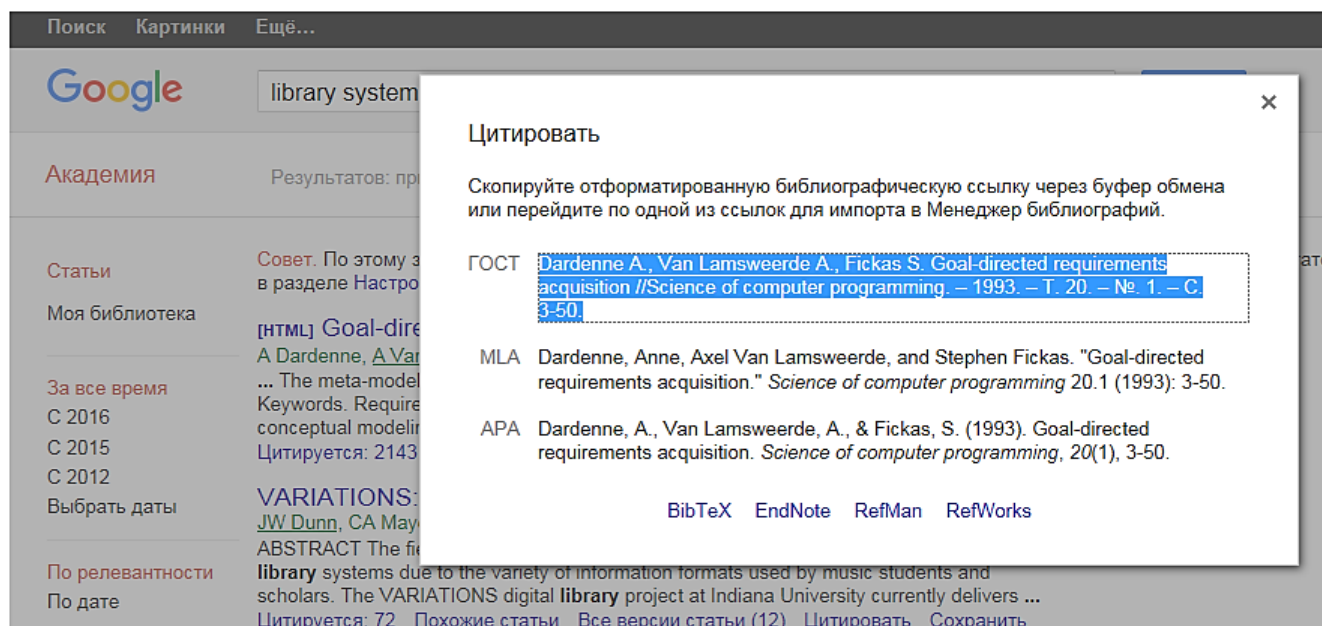 Поиск Картинки Ещё...
Google
library system
Академия
Результатов: при
Статьи
Моя библиотека
За все время
С 2016
С 2015
С 2012
Выбрать даты
По релевантности
По дате
Совет. По этому з
в разделе Настро
[HTML] Goal-dire
A Dardenne, A Van
... The meta-model
Keywords. Require
conceptual modelin
Цитируется: 2143
VARIATIONS:
JW Dunn, CA May
ABSTRACT The fie
library systems due to the variety of information formats used by music students and
scholars. The VARIATIONS digital library project at Indiana University currently delivers ...
Цитируется: 72 Похожие статьи Все версии статьи (12) Цитировать Сохранить
×
Цитировать
Скопируйте отформатированную библиографическую ссылку через буфер обмена
или перейдите по одной из ссылок для импорта в Менеджер библиографий.
ГОСТ Dardenne A., Van Lamsweerde A., Fickas S. Goal-directed requirements
acquisition //Science of computer programming. – 1993. – Т. 20. – №. 1. – С.
3-50.
MLA Dardenne, Anne, Axel Van Lamsweerde, and Stephen Fickas. "Goal-directed
requirements acquisition." Science of computer programming 20.1 (1993): 3-50.
APA Dardenne, A., Van Lamsweerde, A., & Fickas, S. (1993). Goal-directed
requirements acquisition. Science of computer programming, 20(1), 3-50.
BibTeX EndNote RefMan RefWorks